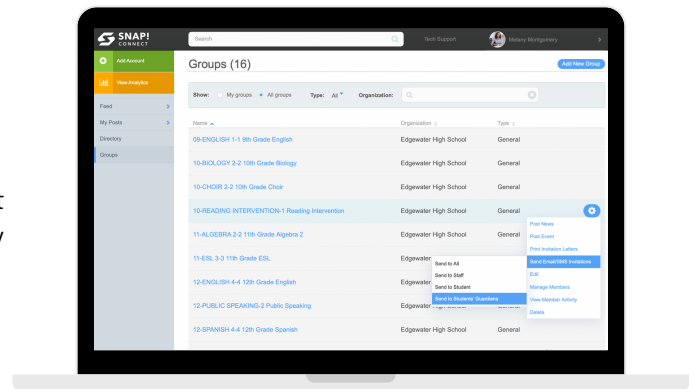 SNAP!
CONNECT
Search
Tech Support
Melany Montgomery
Add Account
View Analytics
Feed
My Posts
Directory
Groups
Groups (16)
Add New Group
Show: My groups All groups Type: All Organization:
Name Organization Type
09-ENGLISH 1-1 9th Grade English Edgewater High School General
10-BIOLOGY 2-2 10th Grade Biology Edgewater High School General
10-CHOIR 2-2 10th Grade Choir Edgewater High School General
10-READING INTERVENTION-1 Reading Intervention Edgewater High School General
11-ALGEBRA 2-2 11th Grade Algebra 2 Edgewater High School General
11-ESL 3-3 11th Grade ESL Edgewater
12-ENGLISH 4-4 12th Grade English Edgewater
12-PUBLIC SPEAKING-2 Public Speaking Edgewater High School General
12-SPANISH 4-4 12th Grade Spanish Edgewater High School General
Post News
Post Event
Print Invitation Letters
Send Email/SMS Invitations
Edit
Manage Members
View Member Activity
Delete
Send to All
Send to Staff
Send to Student
Send to Students' Guardians